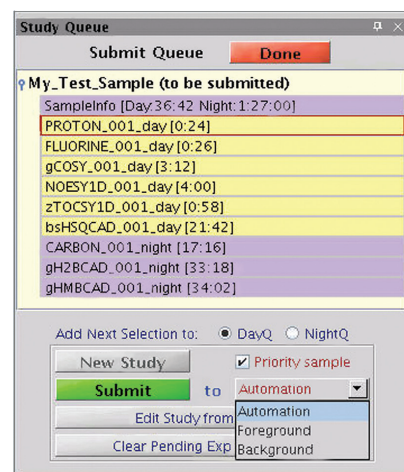 Study Queue
Submit Queue Done
My_Test_Sample (to be submitted)
SampleInfo [Day:36:42 Night:1:27:00]
PROTON_001_day [0:24]
FLUORINE_001_day [0:26]
gCOSY_001_day [3:12]
NOESY1D_001_day [4:00]
zTOCSY1D_001_day [0:58]
bsHSQCAD_001_day [21:42]
CARBON_001_night [17:16]
gH2BCAD_001_night [33:18]
gHMBCAD_001_night [34:02]
Add Next Selection to: DayQ NightQ
New Study Priority sample
Submit to Automation
Edit Study from Automation
Foreground
Clear Pending Exp Background